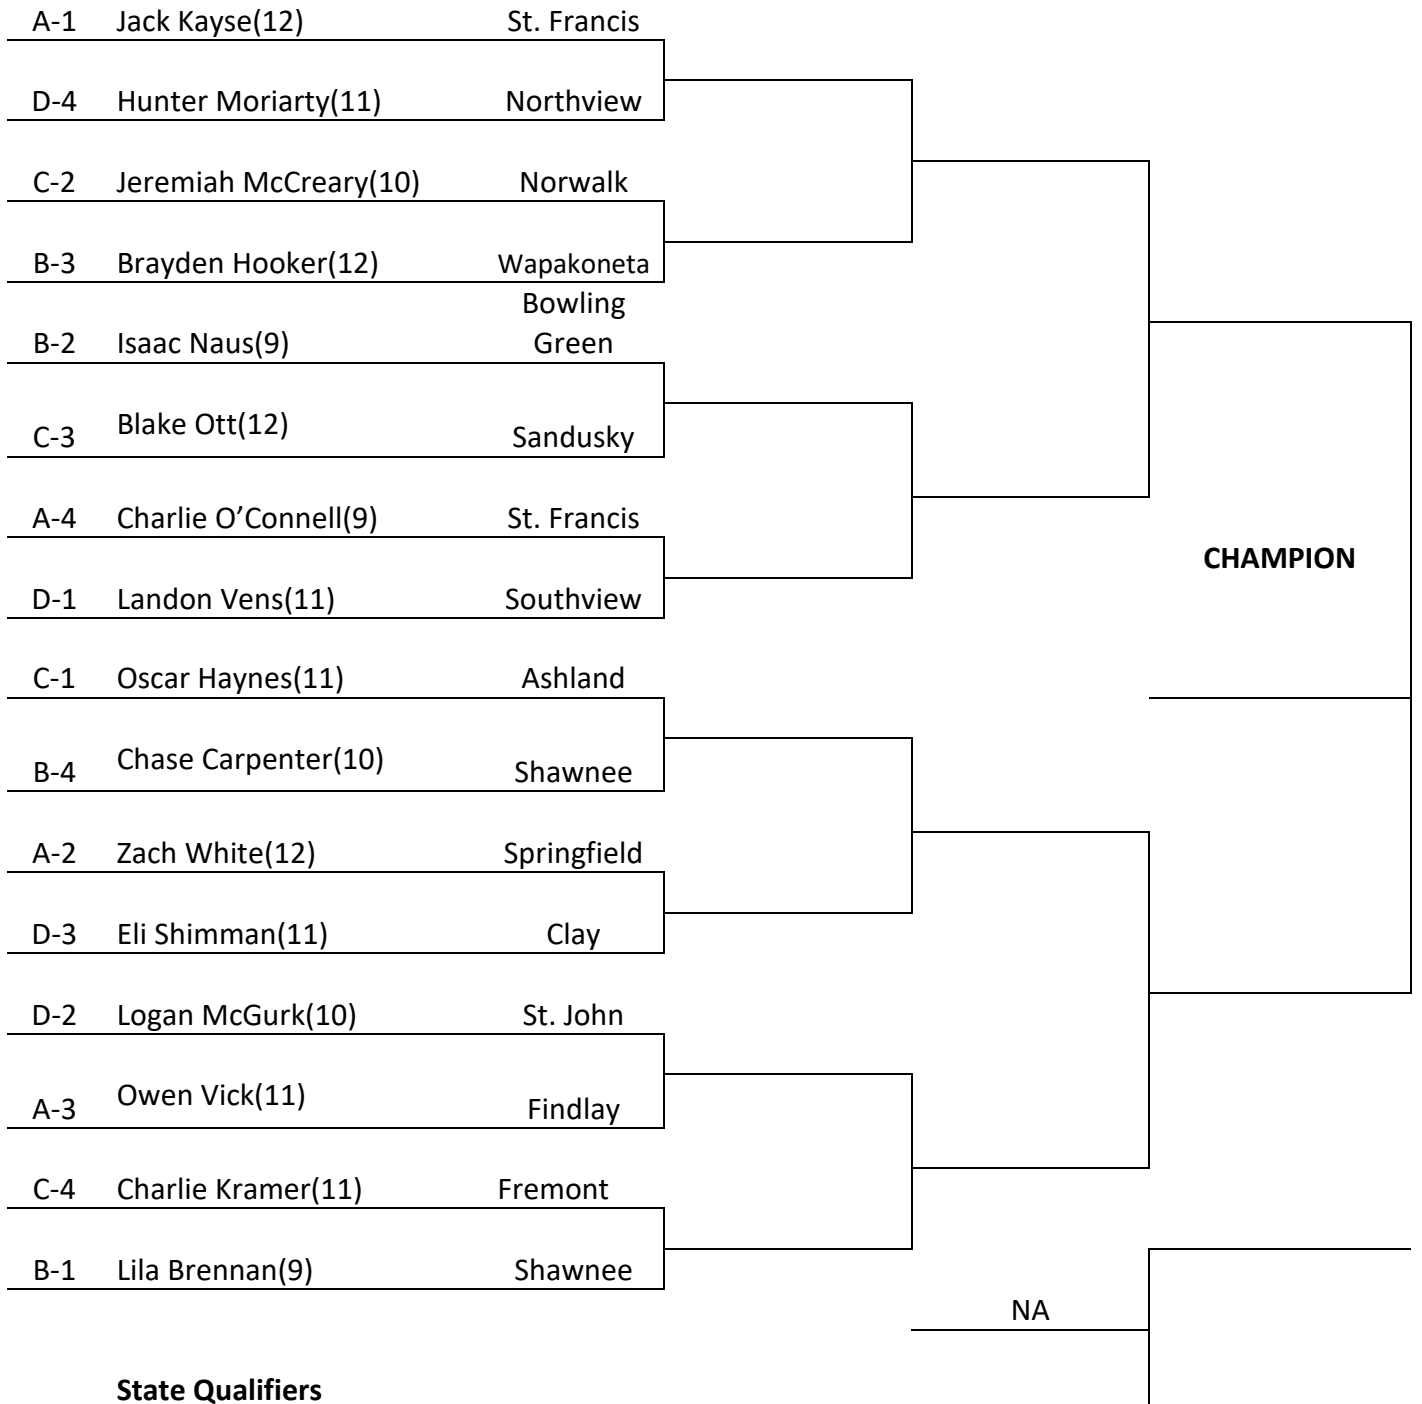 A-1 Jack Kayse(12) St. Francis
D-4 Hunter Moriarty(11) Northview
C-2 Jeremiah McCreary(10) Norwalk
B-3 Brayden Hooker(12) Wapakoneta
Bowling
B-2 Isaac Naus(9) Green
C-3 Blake Ott(12) Sandusky
A-4 Charlie O’Connell(9) St. Francis
CHAMPION
D-1 Landon Vens(11) Southview
C-1 Oscar Haynes(11) Ashland
B-4 Chase Carpenter(10) Shawnee
A-2 Zach White(12) Springfield
D-3 Eli Shimman(11) Clay
D-2 Logan McGurk(10) St. John
A-3 Owen Vick(11) Findlay
C-4 Charlie Kramer(11) Fremont
B-1 Lila Brennan(9) Shawnee
NA
State Qualifiers